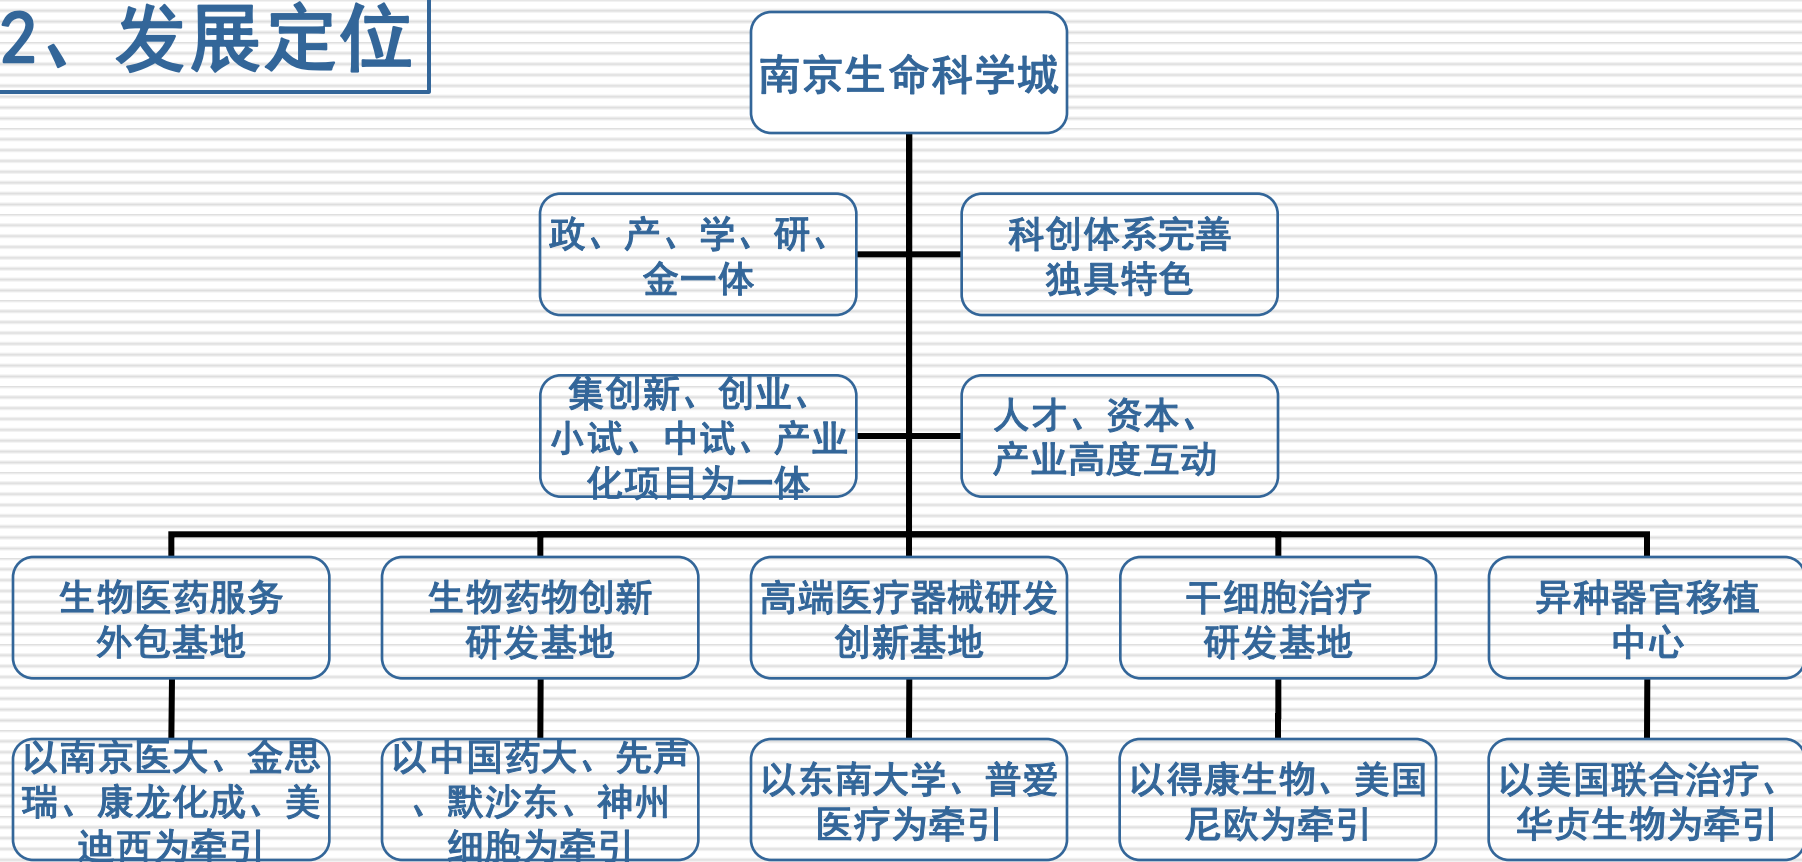 2、发展定位
南京生命科学城
政、产、学、研、
金一体
科创体系完善
独具特色
集创新、创业、
小试、中试、产业
化项目为一体
人才、资本、
产业高度互动
生物医药服务
外包基地
生物药物创新
研发基地
高端医疗器械研发
创新基地
干细胞治疗
研发基地
异种器官移植
中心
以南京医大、金思
瑞、康龙化成、美
迪西为牵引
以中国药大、先声
、默沙东、神州
细胞为牵引
以东南大学、普爱
医疗为牵引
以得康生物、美国
尼欧为牵引
以美国联合治疗、
华贞生物为牵引